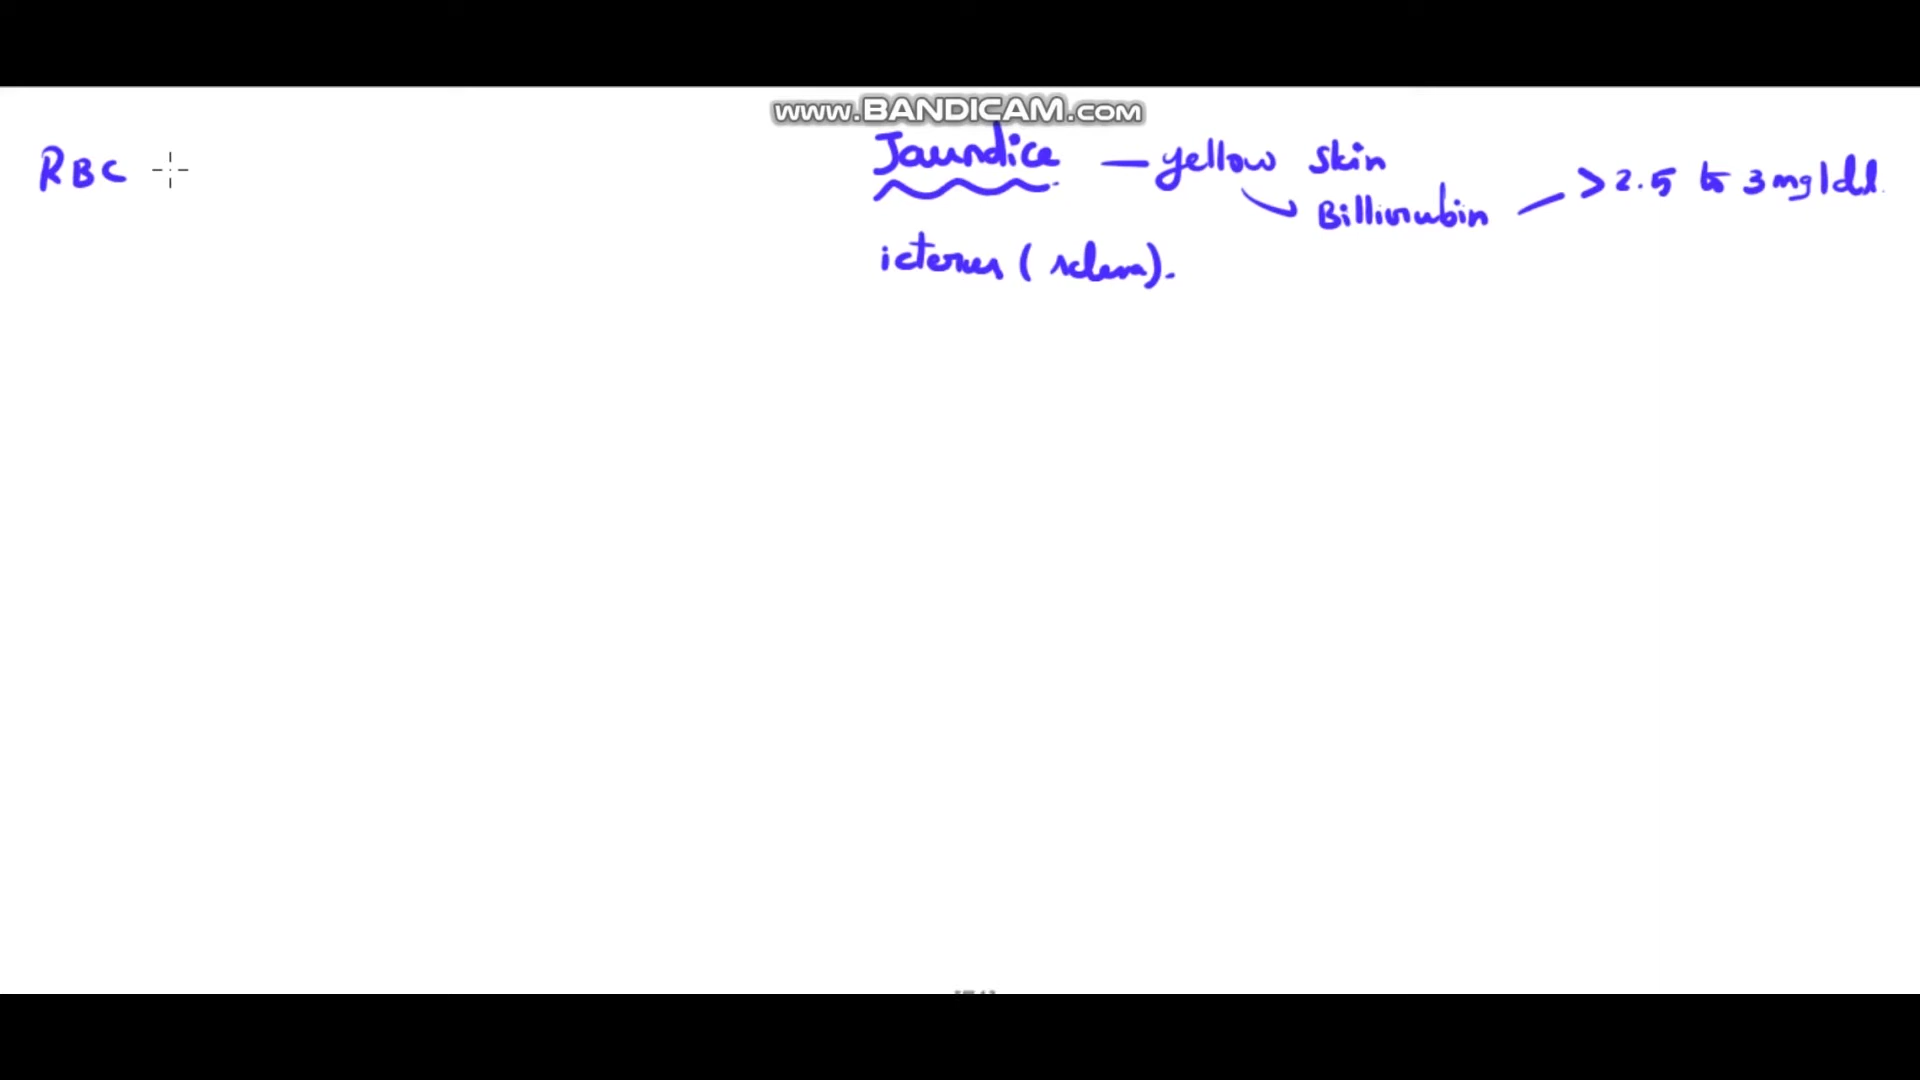 www.BANDICAM.com
RBC
Jaundice — yellow skin
Billirubin — > 2.5 to 3 mg/dl.
icterus (sclera).